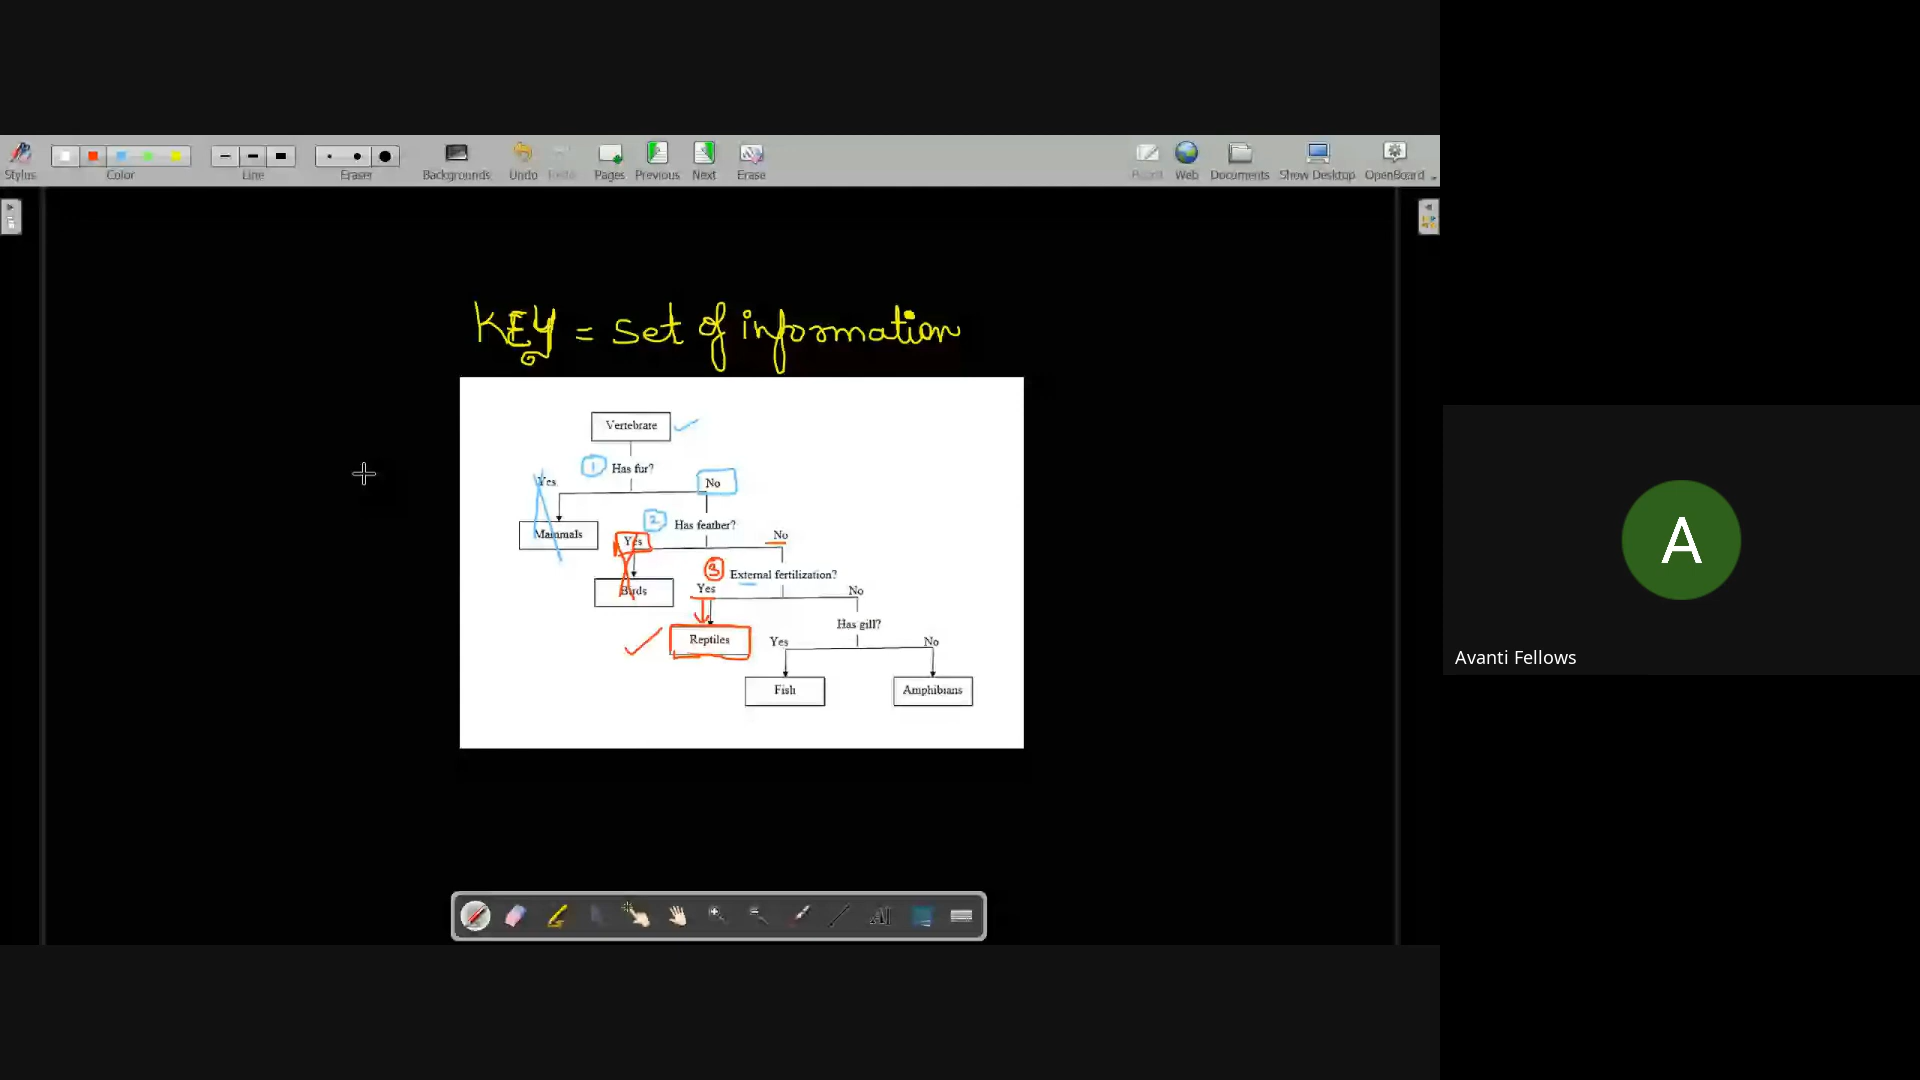 Stylus Color Line Eraser Backgrounds Undo Redo Pages Previous Next Erase Board Web Documents Show Desktop OpenBoard
KEY = Set of information
Vertebrate
1 Has fur?
Yes No
2 Has feather?
Mammals
Yes No
3 External fertilization?
Birds Yes No
Has gill?
Reptiles Yes No
Fish Amphibians
A
Avanti Fellows